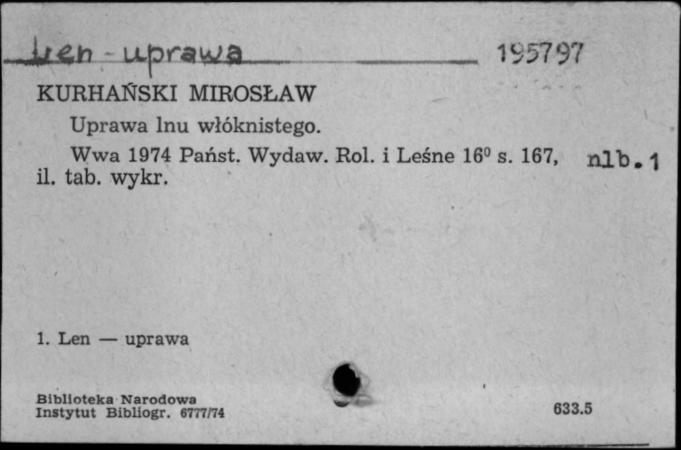 Len - uprawa 195797
KURHAŃSKI MIROSŁAW
Uprawa lnu włóknistego.
Wwa 1974 Państ. Wydaw. Rol. i Leśne 16⁰ s. 167, nlb. 1
il. tab. wykr.
1. Len — uprawa
Biblioteka Narodowa
Instytut Bibliogr. 6777/74 633.5